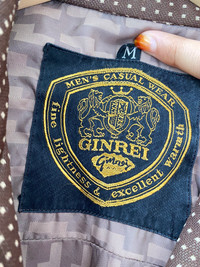 M
MEN'S CASUAL WEAR
GINREI
Ginrei
fine lightness & excellent warmth